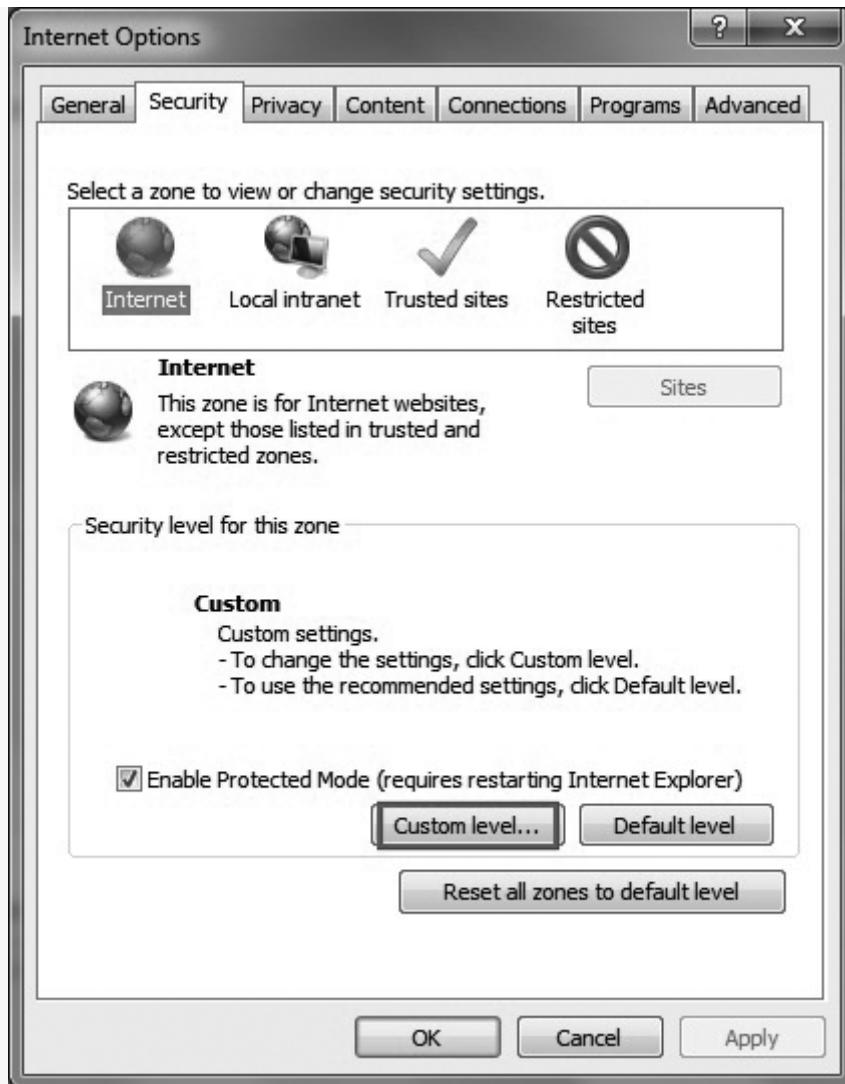 Internet Options
? X
General Security Privacy Content Connections Programs Advanced
Select a zone to view or change security settings.
Internet Local intranet Trusted sites Restricted
sites
Internet
Sites
This zone is for Internet websites,
except those listed in trusted and
restricted zones.
Security level for this zone
Custom
Custom settings.
- To change the settings, click Custom level.
- To use the recommended settings, click Default level.
Enable Protected Mode (requires restarting Internet Explorer)
Custom level... Default level
Reset all zones to default level
OK Cancel Apply